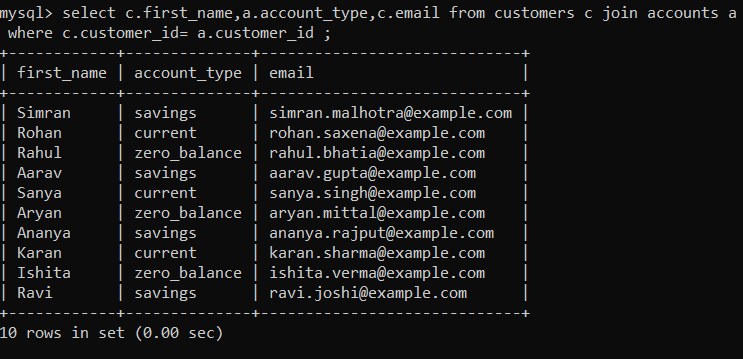 mysql> select c.first_name,a.account_type,c.email from customers c join accounts a
 where c.customer_id= a.customer_id ;
+------------+--------------+-----------------------------+
| first_name | account_type | email                       |
+------------+--------------+-----------------------------+
| Simran     | savings      | simran.malhotra@example.com |
| Rohan      | current      | rohan.saxena@example.com    |
| Rahul      | zero_balance | rahul.bhatia@example.com    |
| Aarav      | savings      | aarav.gupta@example.com     |
| Sanya      | current      | sanya.singh@example.com     |
| Aryan      | zero_balance | aryan.mittal@example.com    |
| Ananya     | savings      | ananya.rajput@example.com   |
| Karan      | current      | karan.sharma@example.com    |
| Ishita     | zero_balance | ishita.verma@example.com    |
| Ravi       | savings      | ravi.joshi@example.com      |
+------------+--------------+-----------------------------+
10 rows in set (0.00 sec)